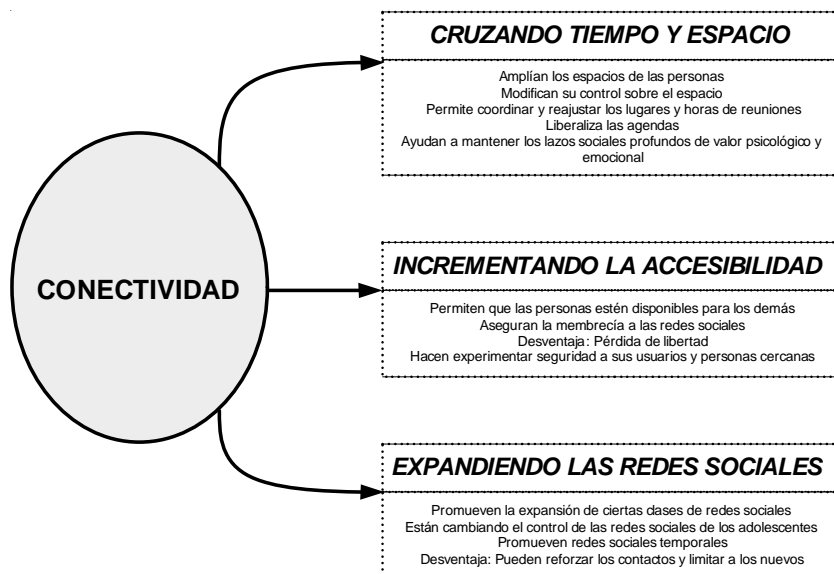 CRUZANDO TIEMPO Y ESPACIO
Amplían los espacios de las personas
Modifican su control sobre el espacio
Permite coordinar y reajustar los lugares y horas de reuniones
Liberaliza las agendas
Ayudan a mantener los lazos sociales profundos de valor psicológico y
emocional
CONECTIVIDAD
INCREMENTANDO LA ACCESIBILIDAD
Permiten que las personas estén disponibles para los demás
Aseguran la membrecía a las redes sociales
Desventaja: Pérdida de libertad
Hacen experimentar seguridad a sus usuarios y personas cercanas
EXPANDIENDO LAS REDES SOCIALES
Promueven la expansión de ciertas clases de redes sociales
Están cambiando el control de las redes sociales de los adolescentes
Promueven redes sociales temporales
Desventaja: Pueden reforzar los contactos y limitar a los nuevos